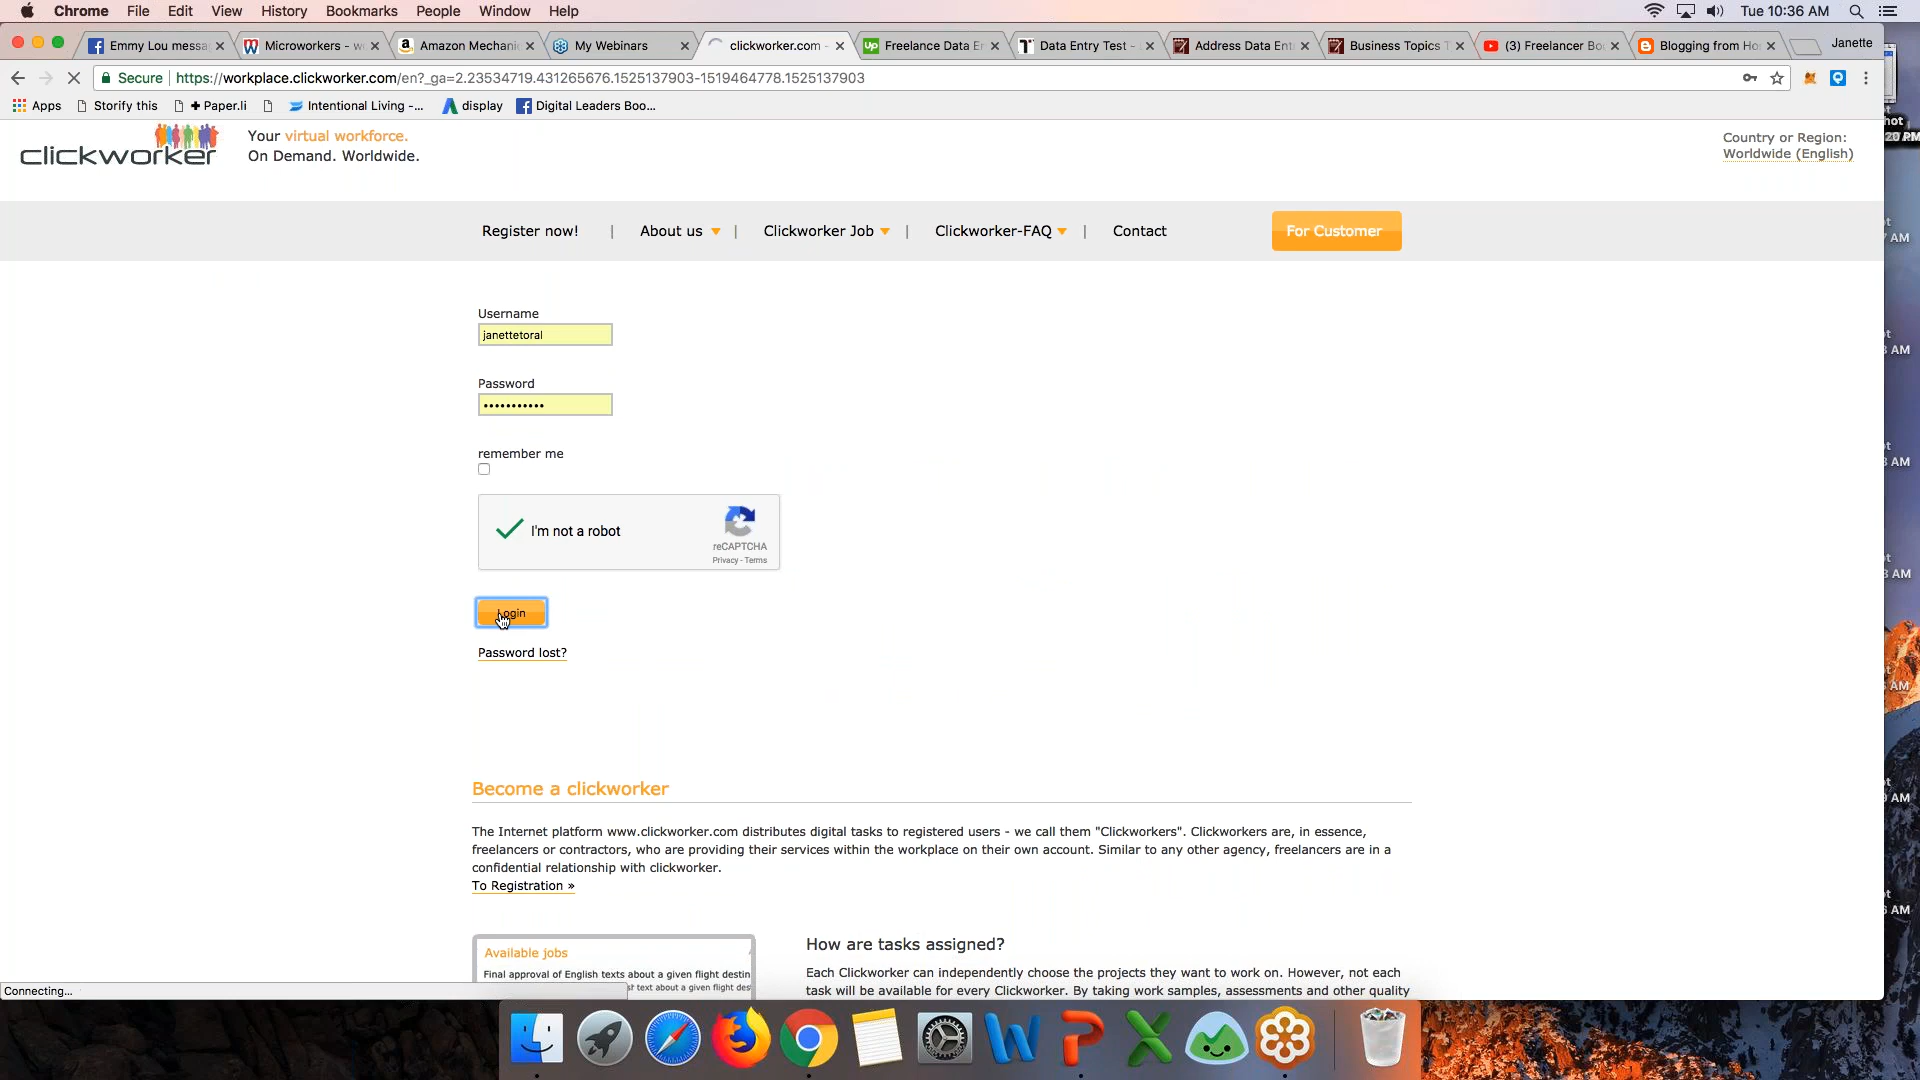 Chrome File Edit View History Bookmarks People Window Help Tue 10:36 AM
Emmy Lou messa Microworkers - w Amazon Mechani My Webinars clickworker.com - Freelance Data E Data Entry Test - Address Data Ent Business Topics T (3) Freelancer Bo Blogging from Ho Janette
Secure https://workplace.clickworker.com/en?_ga=2.23534719.431265676.1525137903-1519464778.1525137903
Apps Storify this + Paper.li Intentional Living -... display Digital Leaders Boo...
clickworker
Your virtual workforce.
On Demand. Worldwide.
Country or Region:
Worldwide (English)
Register now! | About us | Clickworker Job | Clickworker-FAQ | Contact For Customer
Username
janettetoral
Password
•••••••••••
remember me
I'm not a robot
reCAPTCHA
Privacy - Terms
Login
Password lost?
Become a clickworker
The Internet platform www.clickworker.com distributes digital tasks to registered users - we call them "Clickworkers". Clickworkers are, in essence,
freelancers or contractors, who are providing their services within the workplace on their own account. Similar to any other agency, freelancers are in a
confidential relationship with clickworker.
To Registration »
Available jobs
Final approval of English texts about a given flight destin
text about a given flight des
How are tasks assigned?
Each Clickworker can independently choose the projects they want to work on. However, not each
task will be available for every Clickworker. By taking work samples, assessments and other quality
Connecting...